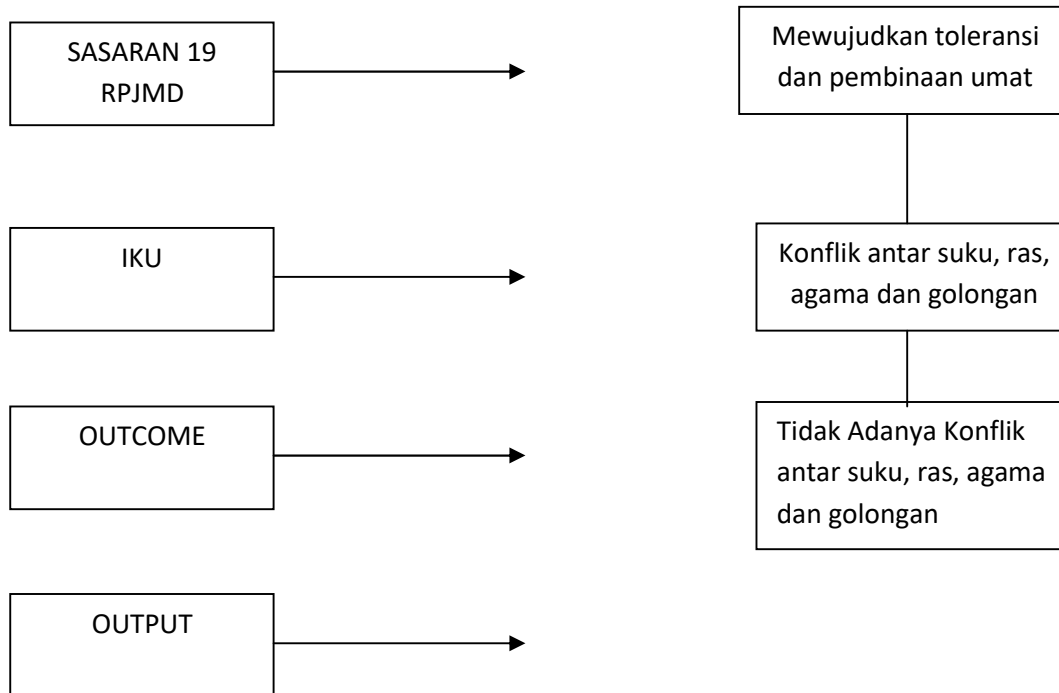 SASARAN 19
RPJMD
Mewujudkan toleransi
dan pembinaan umat
IKU
Konflik antar suku, ras,
agama dan golongan
OUTCOME
Tidak Adanya Konflik
antar suku, ras, agama
dan golongan
OUTPUT